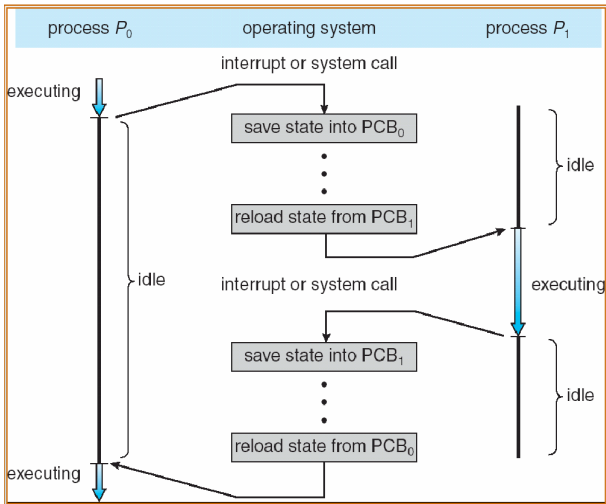 process P₀ operating system process P₁
interrupt or system call
executing
save state into PCB₀
idle
reload state from PCB₁
idle
interrupt or system call
executing
save state into PCB₁
idle
reload state from PCB₀
executing